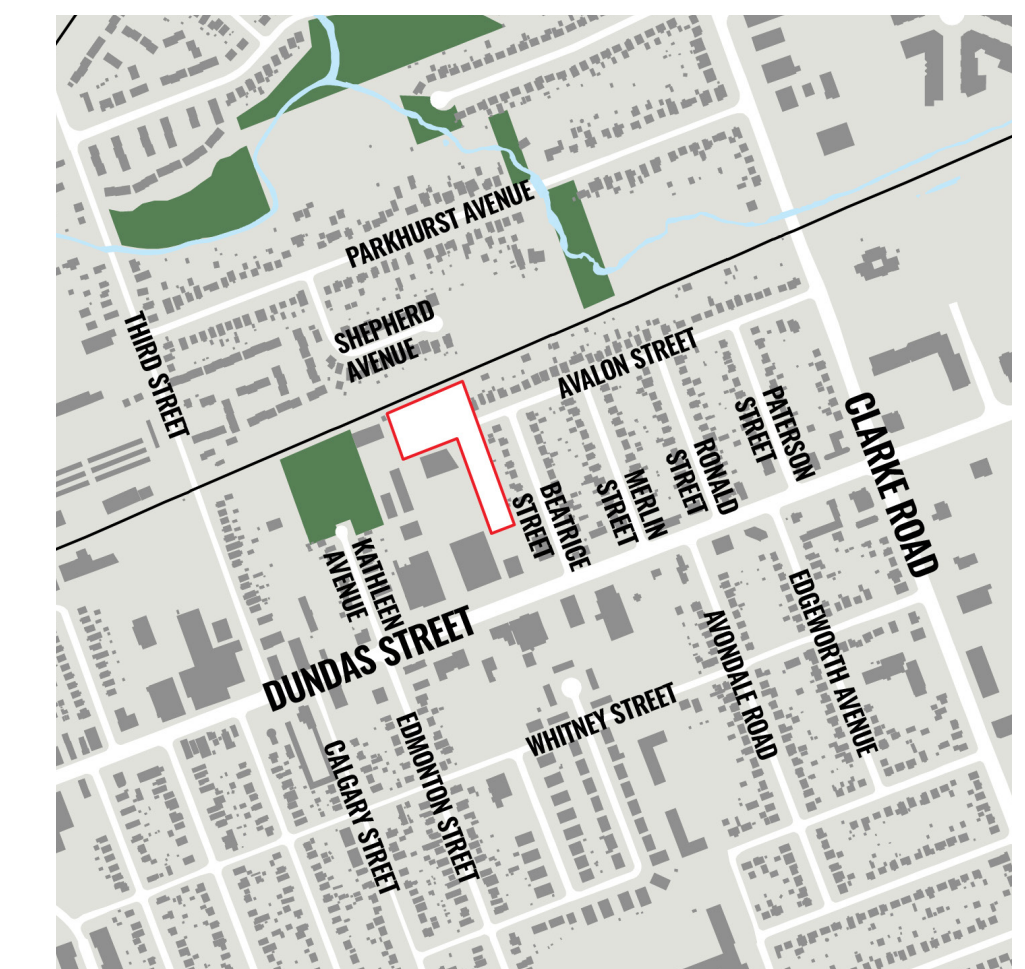 PARKHURST AVENUE
SHEPHERD
AVENUE
THIRD STREET
AVALON STREET
PATERSON
STREET
CLARKE ROAD
RONALD
STREET
MERLIN
STREET
BEATRICE
STREET
KATHLEEN
AVENUE
DUNDAS STREET
EDGEWORTH AVENUE
AVONDALE ROAD
WHITNEY STREET
EDMONTON STREET
CALGARY STREET